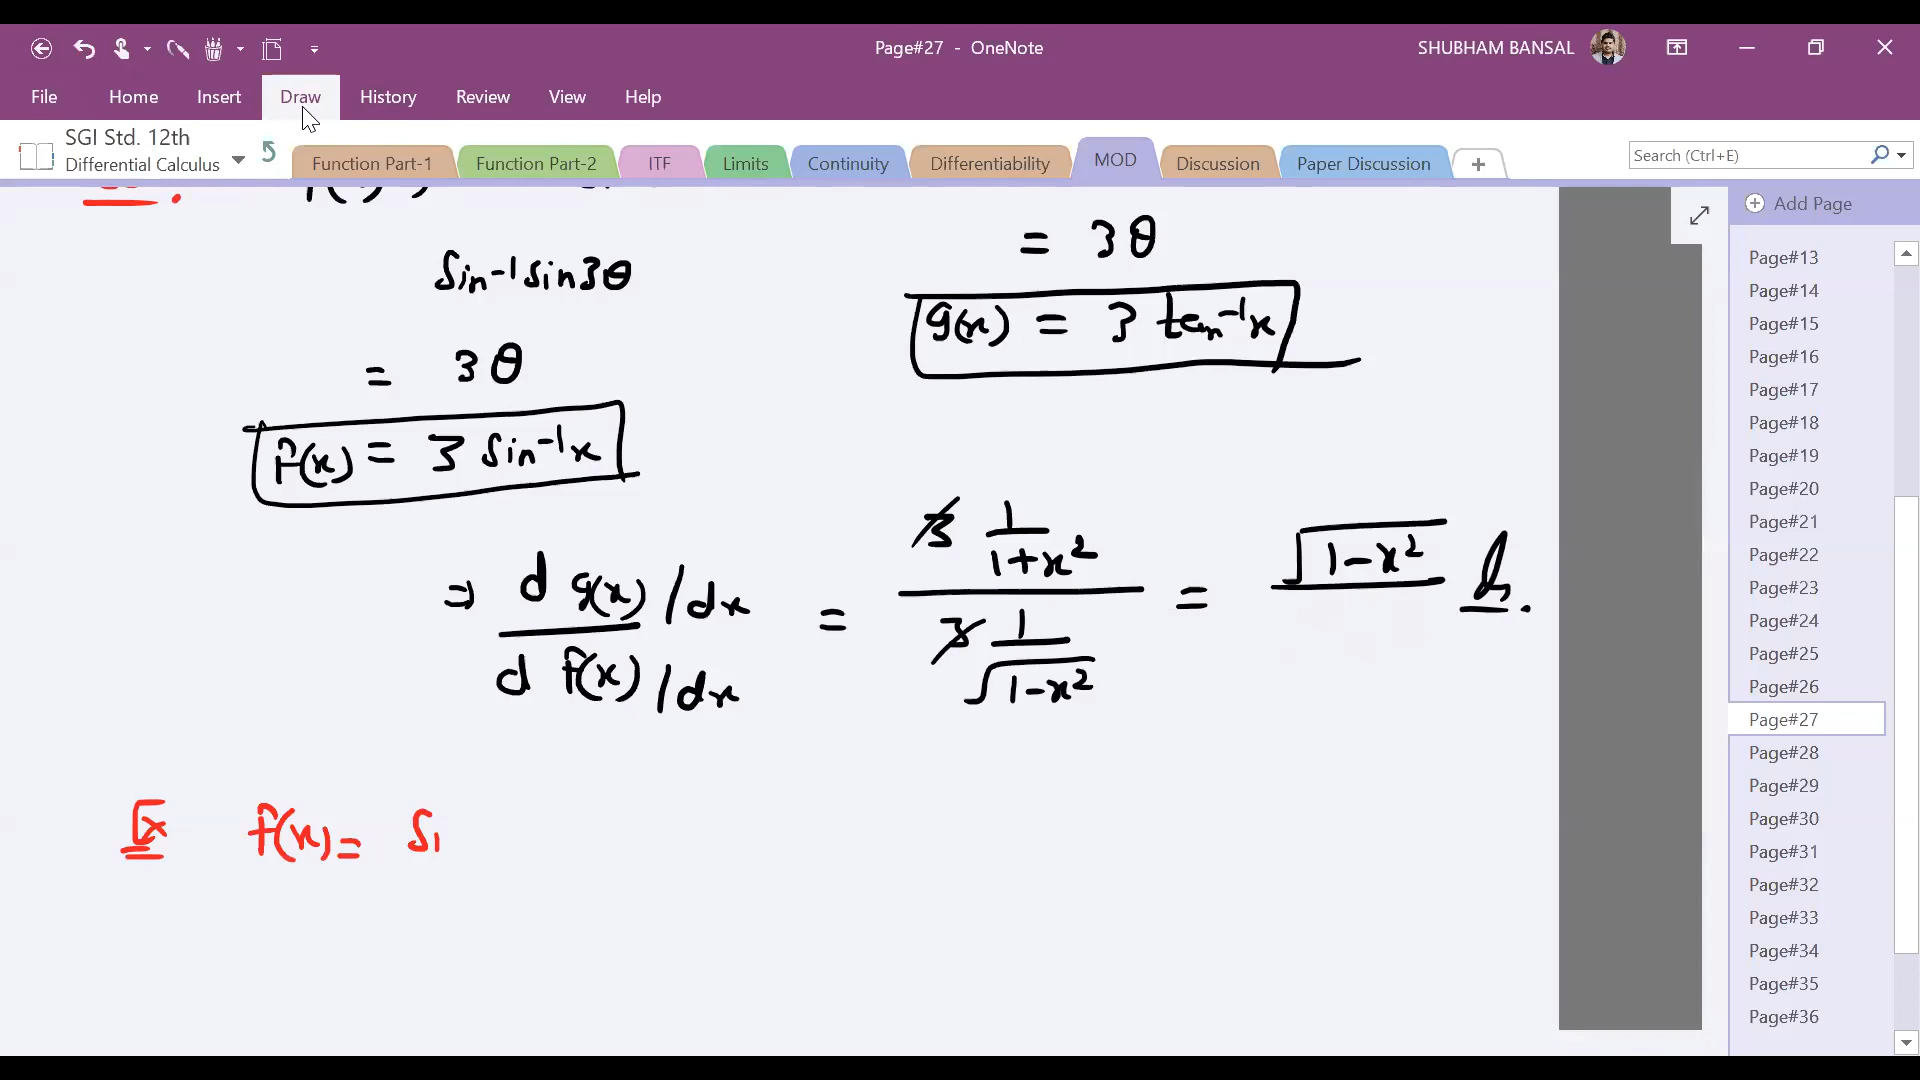 Page#27 - OneNote
SHUBHAM BANSAL
File Home Insert Draw History Review View Help
SGI Std. 12th
Differential Calculus
Function Part-1 Function Part-2 ITF Limits Continuity Differentiability MOD Discussion Paper Discussion
Search (Ctrl+E)
Add Page
= 3θ
sin⁻¹ sin3θ
g(x) = 3 tan⁻¹x
= 3θ
f(x) = 3 sin⁻¹x
⇒ d g(x)/dx / d f(x)/dx = 3 1/(1+x²) / 3 1/√(1-x²) = √(1-x²)
Ex f(x) = Si
Page#13
Page#14
Page#15
Page#16
Page#17
Page#18
Page#19
Page#20
Page#21
Page#22
Page#23
Page#24
Page#25
Page#26
Page#27
Page#28
Page#29
Page#30
Page#31
Page#32
Page#33
Page#34
Page#35
Page#36